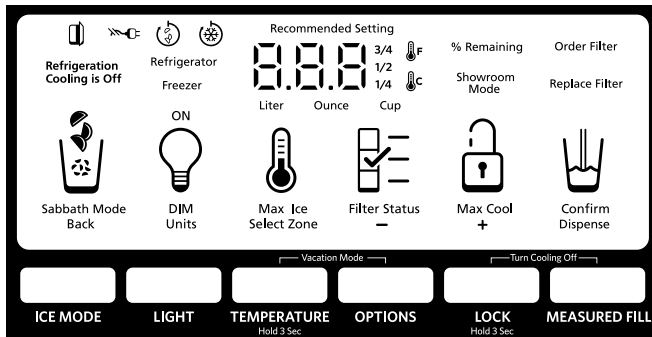 Recommended Setting
Refrigeration
Cooling is Off
Refrigerator
Freezer
8.8.8
3/4
1/2
1/4
F
C
Liter Ounce Cup
% Remaining
Showroom
Mode
Order Filter
Replace Filter
ON
Sabbath Mode
Back
DIM
Units
Max Ice
Select Zone
Filter Status
–
Max Cool
+
Confirm
Dispense
Vacation Mode
Turn Cooling Off
ICE MODE
LIGHT
TEMPERATURE
Hold 3 Sec
OPTIONS
LOCK
Hold 3 Sec
MEASURED FILL